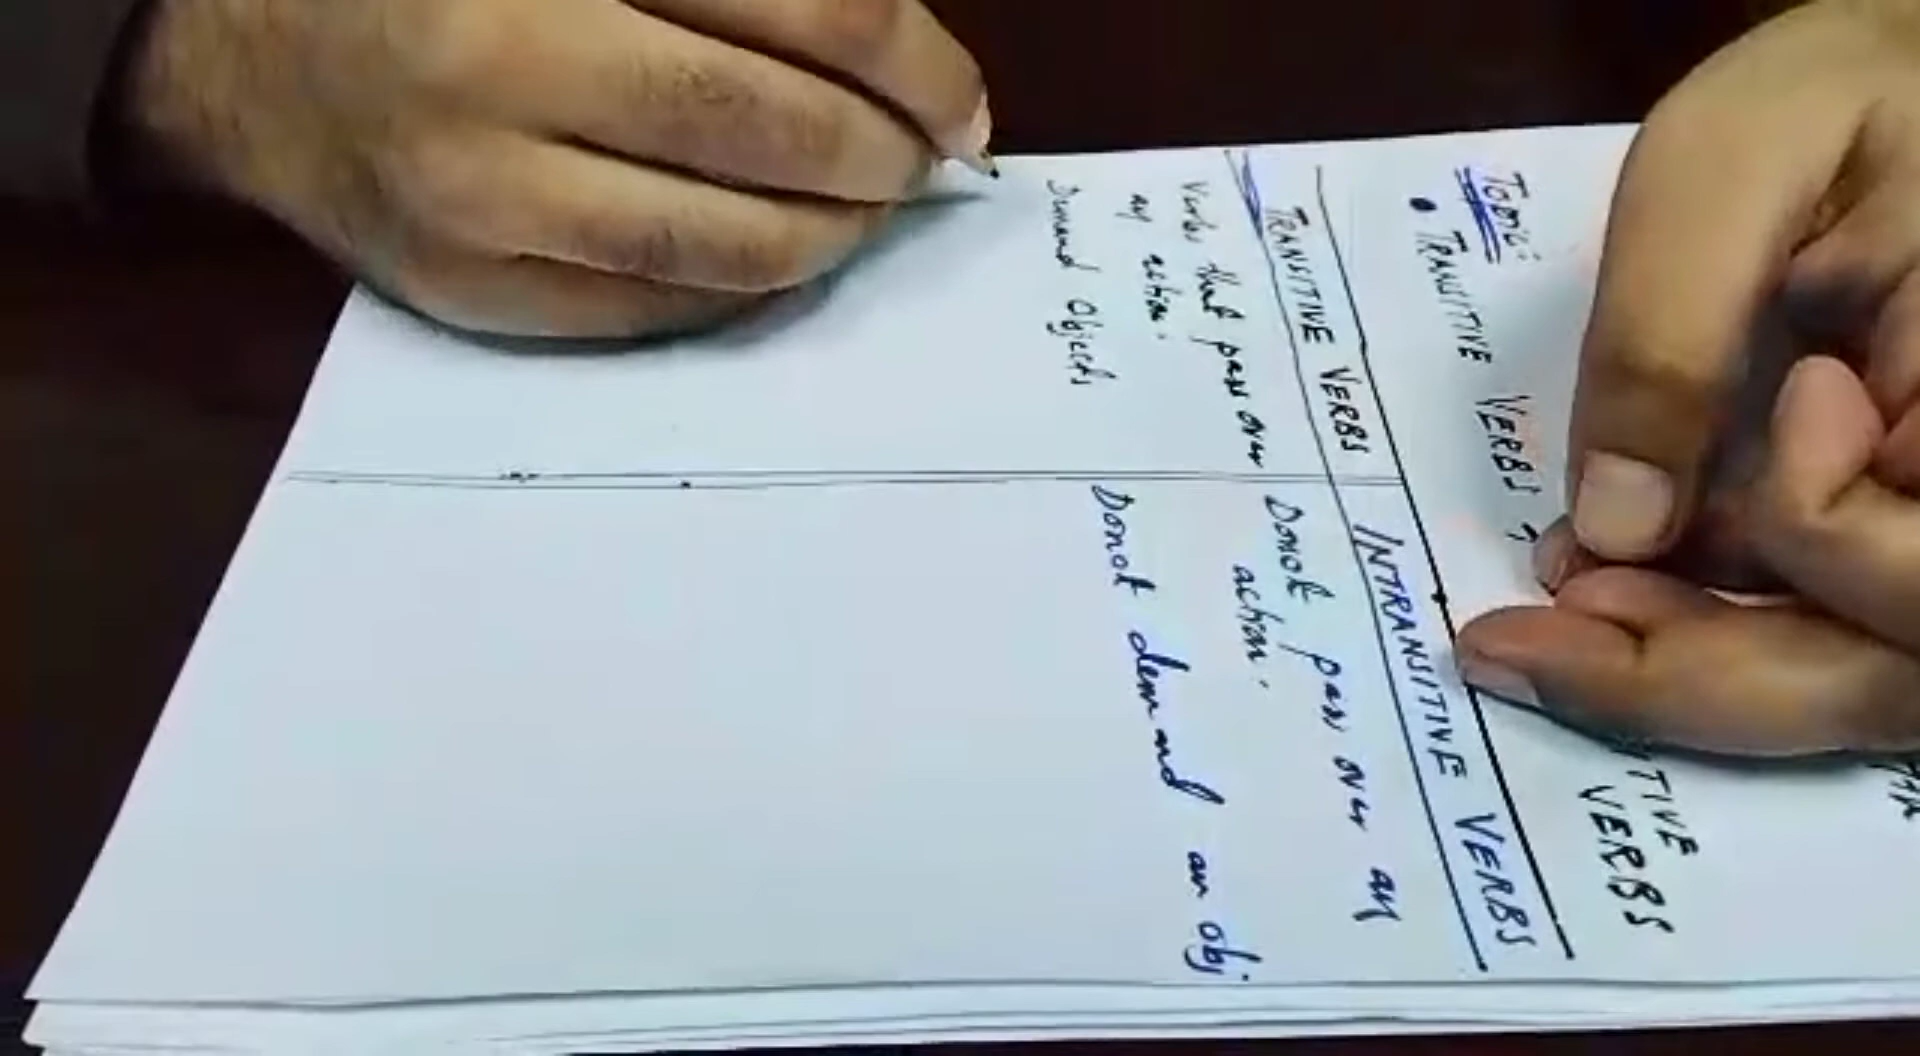 TOPIC
• TRANSITIVE VERBS ?
TIVE
VERBS
TRANSITIVE VERBS
Verbs that pass over
any action.
Demand Objects
INTRANSITIVE VERBS
Donot pass over any
action.
Donot demand an obj.